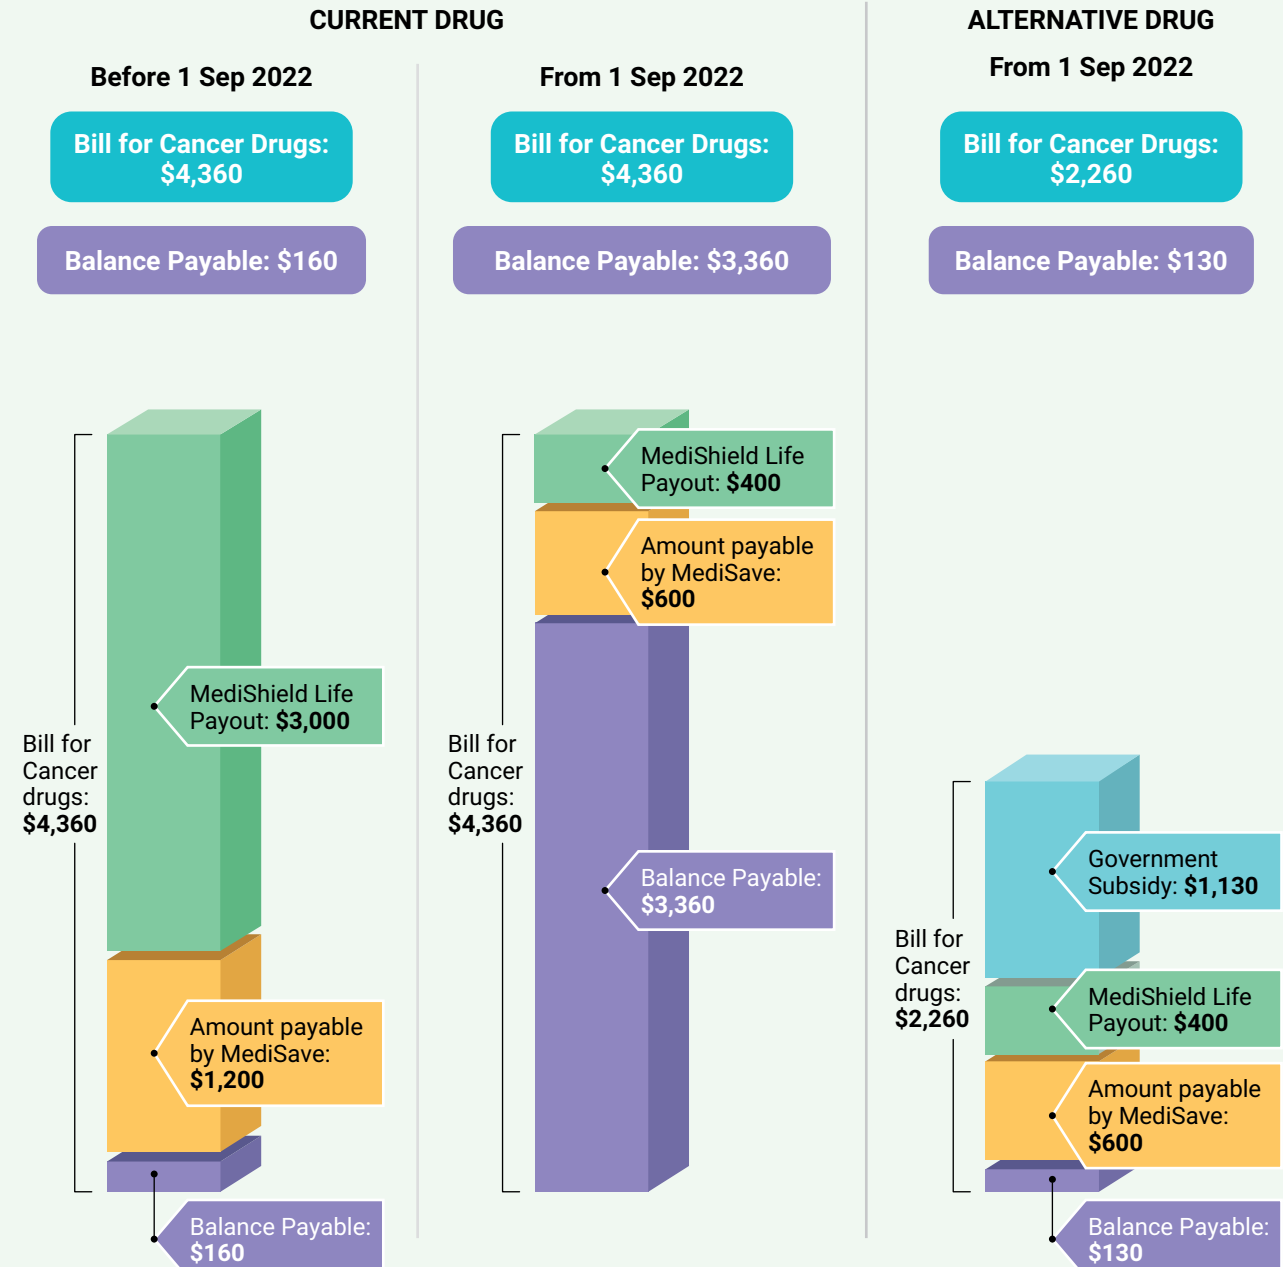 CURRENT DRUG
ALTERNATIVE DRUG
Before 1 Sep 2022
From 1 Sep 2022
From 1 Sep 2022
Bill for Cancer Drugs:
$4,360
Bill for Cancer Drugs:
$4,360
Bill for Cancer Drugs:
$2,260
Balance Payable: $160
Balance Payable: $3,360
Balance Payable: $130
Bill for
Cancer
drugs:
$4,360
MediShield Life
Payout: $3,000
Amount payable
by MediSave:
$1,200
Balance Payable:
$160
Bill for
Cancer
drugs:
$4,360
MediShield Life
Payout: $400
Amount payable
by MediSave:
$600
Balance Payable:
$3,360
Bill for
Cancer
drugs:
$2,260
Government
Subsidy: $1,130
MediShield Life
Payout: $400
Amount payable
by MediSave:
$600
Balance Payable:
$130